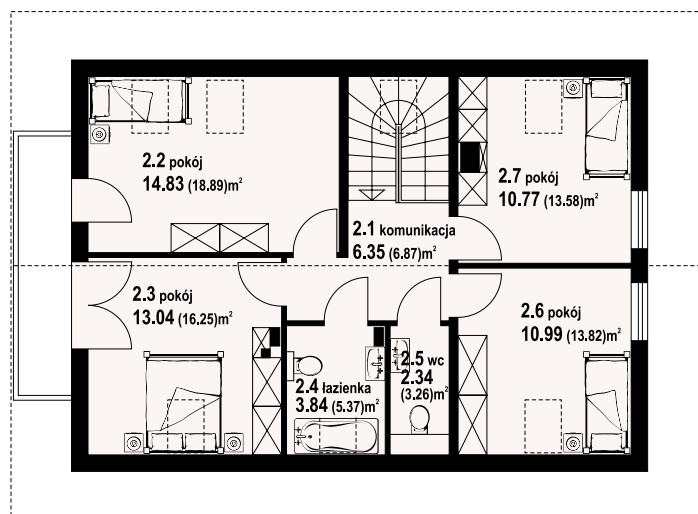 2.2 pokój
14.83 (18.89)m²
2.7 pokój
10.77 (13.58)m²
2.1 komunikacja
6.35 (6.87)m²
2.3 pokój
13.04 (16,25)m²
2.6 pokój
10.99 (13.82)m²
2.5 wc
2.34
(3.26)m²
2.4 łazienka
3.84 (5.37)m²